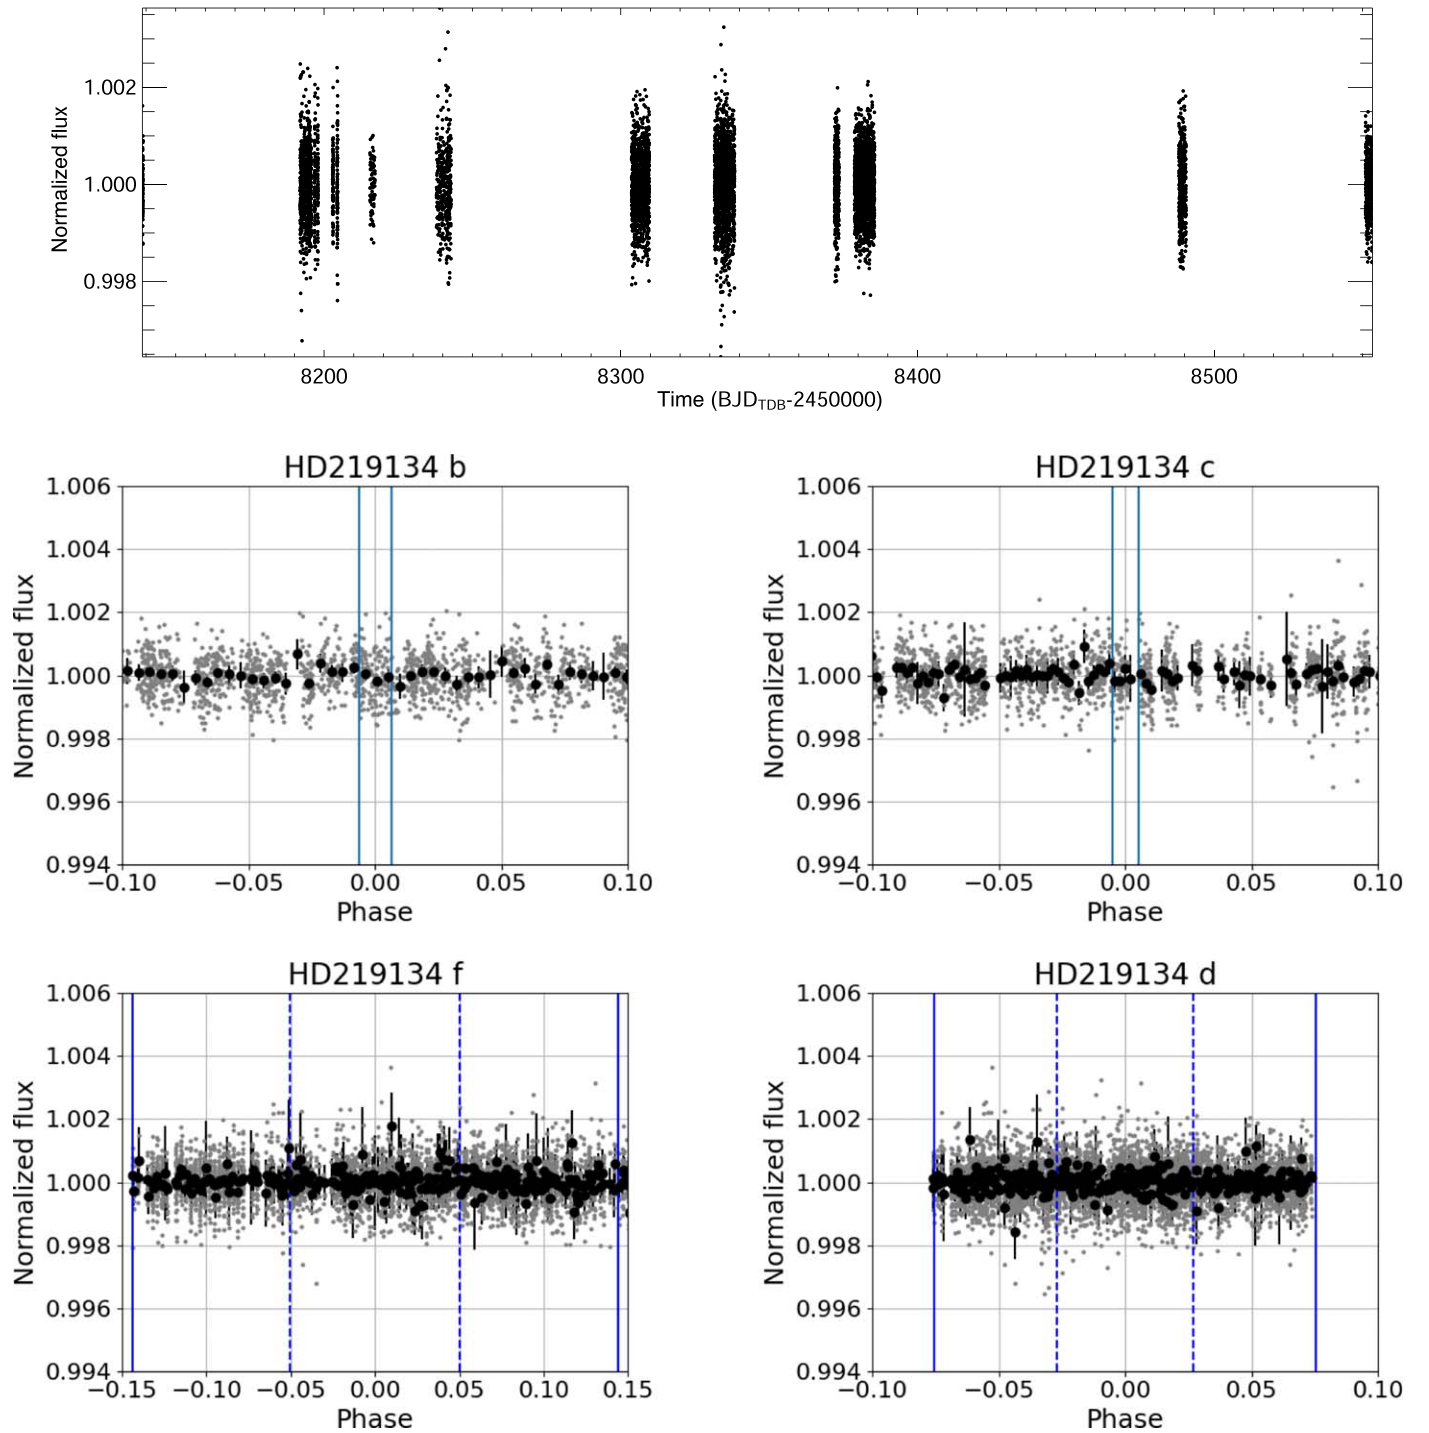 Normalized flux
1.002
1.000
0.998
8200 8300 8400 8500
Time (BJDTDB-2450000)
HD219134 b
Normalized flux
1.006
1.004
1.002
1.000
0.998
0.996
0.994
−0.10 −0.05 0.00 0.05 0.10
Phase
HD219134 c
Normalized flux
1.006
1.004
1.002
1.000
0.998
0.996
0.994
−0.10 −0.05 0.00 0.05 0.10
Phase
HD219134 f
Normalized flux
1.006
1.004
1.002
1.000
0.998
0.996
0.994
−0.15 −0.10 −0.05 0.00 0.05 0.10 0.15
Phase
HD219134 d
Normalized flux
1.006
1.004
1.002
1.000
0.998
0.996
0.994
−0.10 −0.05 0.00 0.05 0.10
Phase